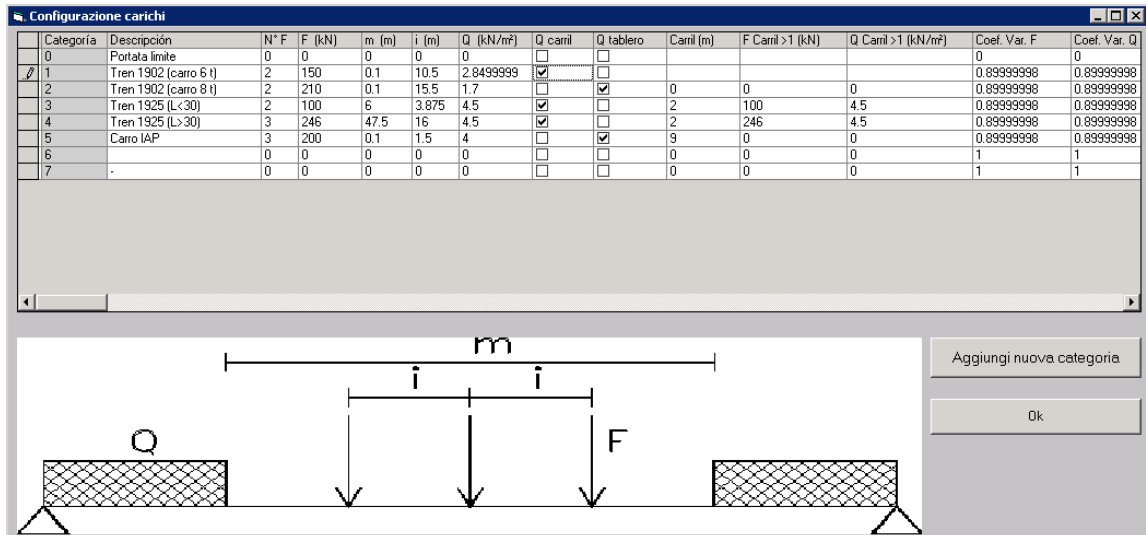 Configurazione carichi
Categoría Descripción N° F F (kN) m (m) i (m) Q (kN/m²) Q carril Q tablero Carril (m) F Carril >1 (kN) Q Carril >1 (kN/m²) Coef. Var. F Coef. Var. Q
0 Portata limite 0 0 0 0 0 0 0
1 Tren 1902 (carro 6 t) 2 150 0.1 10.5 2.8499999 0.89999998 0.89999998
2 Tren 1902 (carro 8 t) 2 210 0.1 15.5 1.7 0 0 0 0.89999998 0.89999998
3 Tren 1925 (L<30) 2 100 6 3.875 4.5 2 100 4.5 0.89999998 0.89999998
4 Tren 1925 (L>30) 3 246 47.5 16 4.5 2 246 4.5 0.89999998 0.89999998
5 Carro IAP 3 200 0.1 1.5 4 9 0 0 0.89999998 0.89999998
6 0 0 0 0 0 0 0 0 1 1
7 - 0 0 0 0 0 0 0 0 1 1
m
i i
Q F
Aggiungi nuova categoria
Ok